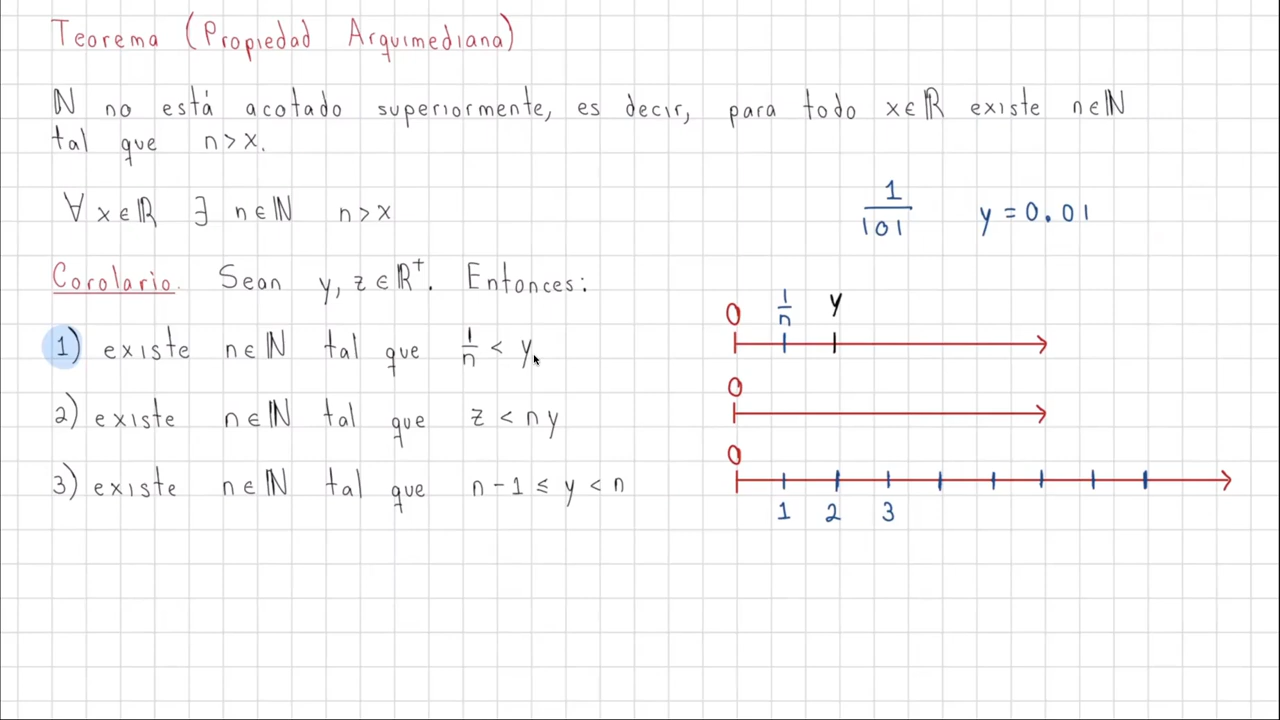 Teorema (Propiedad Arquimediana)
ℕ no está acotado superiormente, es decir, para todo x∈ℝ existe n∈ℕ
tal que n>x.
∀ x∈ℝ ∃ n∈ℕ n>x
1/101 y=0.01
Corolario. Sean y, z∈ℝ⁺. Entonces:
1) existe n∈ℕ tal que 1/n < y
2) existe n∈ℕ tal que z < ny
3) existe n∈ℕ tal que n-1 ≤ y < n
0 1/n y
0
0
1 2 3